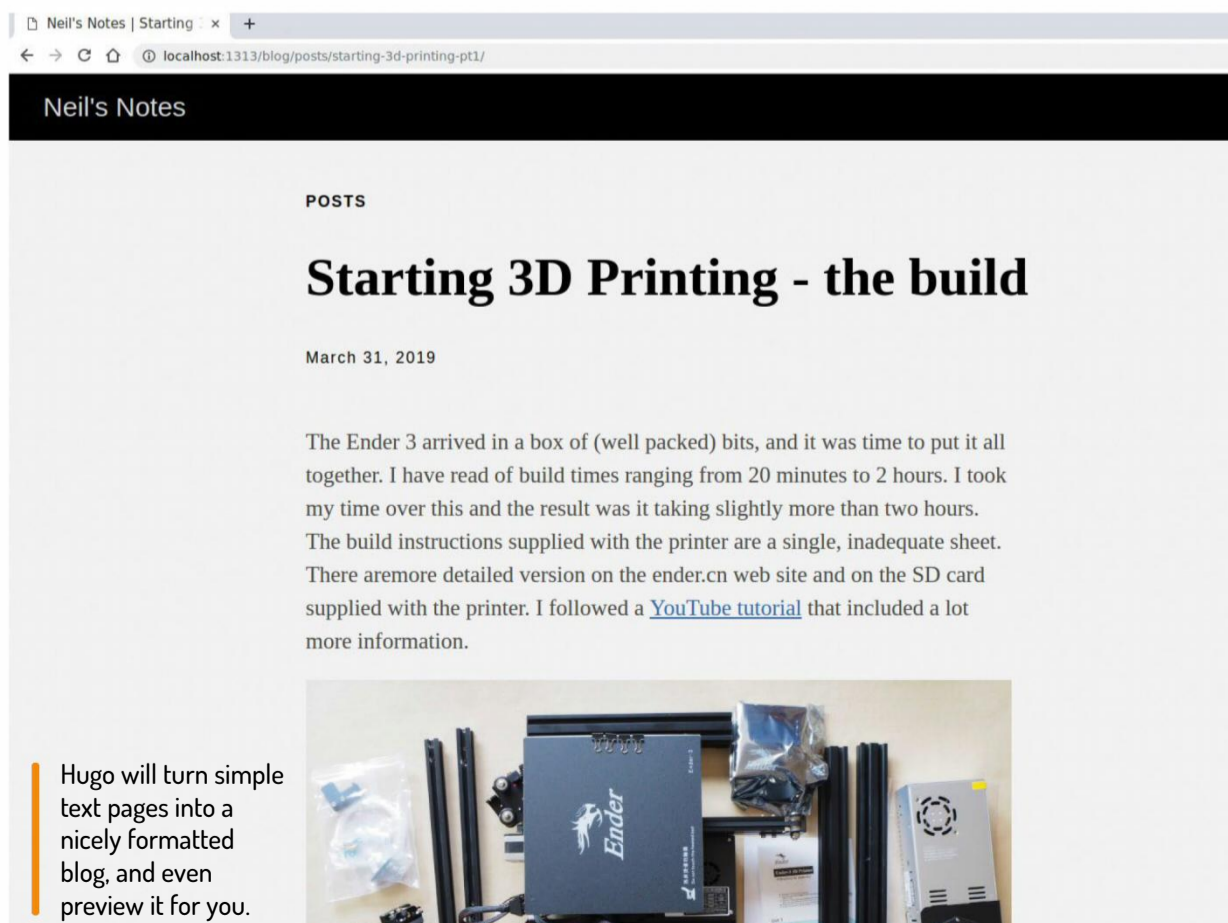 Neil's Notes | Starting
localhost:1313/blog/posts/starting-3d-printing-pt1/
Neil's Notes
POSTS
Starting 3D Printing - the build
March 31, 2019
The Ender 3 arrived in a box of (well packed) bits, and it was time to put it all
together. I have read of build times ranging from 20 minutes to 2 hours. I took
my time over this and the result was it taking slightly more than two hours.
The build instructions supplied with the printer are a single, inadequate sheet.
There aremore detailed version on the ender.cn web site and on the SD card
supplied with the printer. I followed a YouTube tutorial that included a lot
more information.
Ender
Ender-3
Ender-3 3D Printer
Hugo will turn simple
text pages into a
nicely formatted
blog, and even
preview it for you.